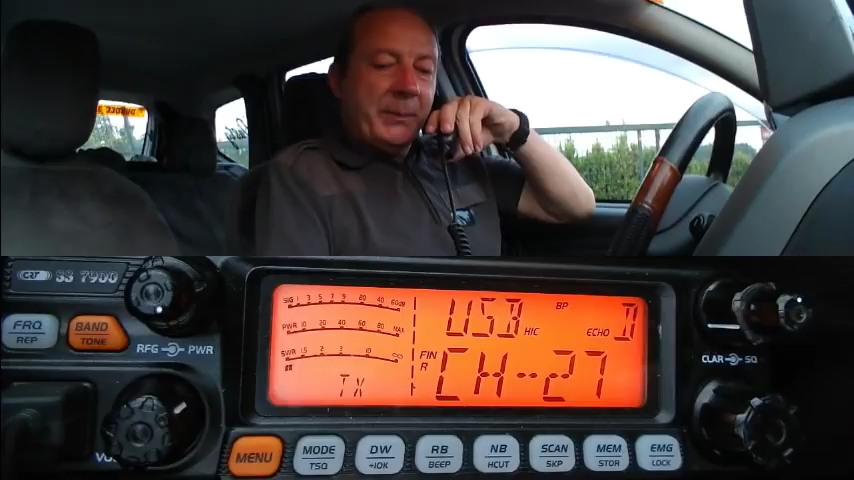 CRT SS 7900
FRQ
REP
BAND
TONE
RFG PWR
SIG 1 3 5 7 9 20 40 60dB
PWR 10 20 40 60 80 MAX
SWR 1.5 2 3 10 ∞
TX
USB HIC BP ECHO B
FIN
R
CH-27
CLAR SQ
VOL
MENU
MODE
TSQ
DW
+10K
RB
BEEP
NB
HCUT
SCAN
SKP
MEM
STOR
EMG
LOCK